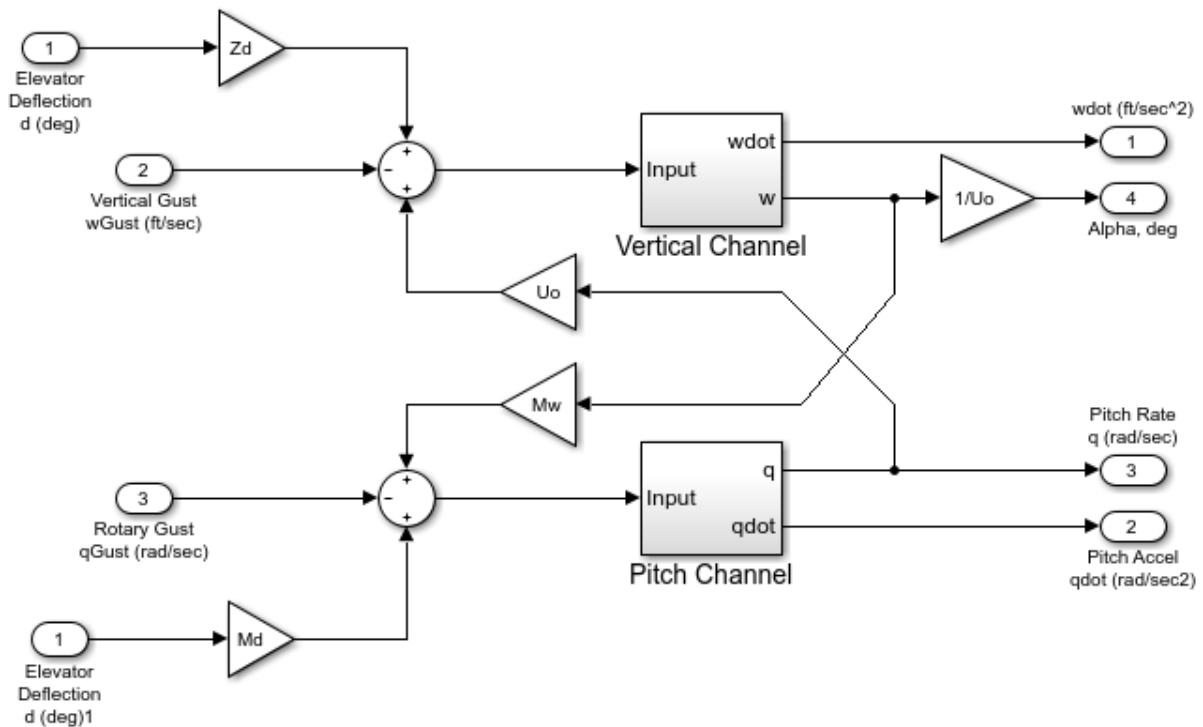 1
Zd
Elevator
Deflection
d (deg)
+
−
+
2
Vertical Gust
wGust (ft/sec)
Input
wdot
w
Vertical Channel
wdot (ft/sec^2)
1
1/Uo
4
Alpha, deg
Uo
Mw
+
−
+
3
Rotary Gust
qGust (rad/sec)
Input
q
qdot
Pitch Channel
Pitch Rate
q (rad/sec)
3
2
Pitch Accel
qdot (rad/sec2)
1
Md
Elevator
Deflection
d (deg)1